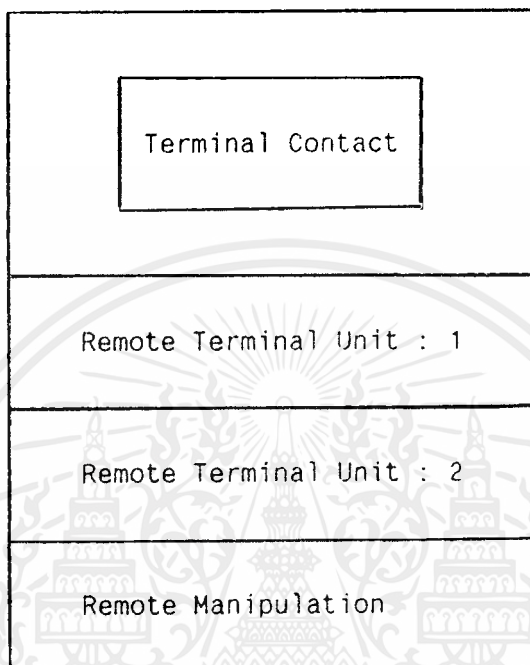 Terminal Contact
Remote Terminal Unit : 1
Remote Terminal Unit : 2
Remote Manipulation